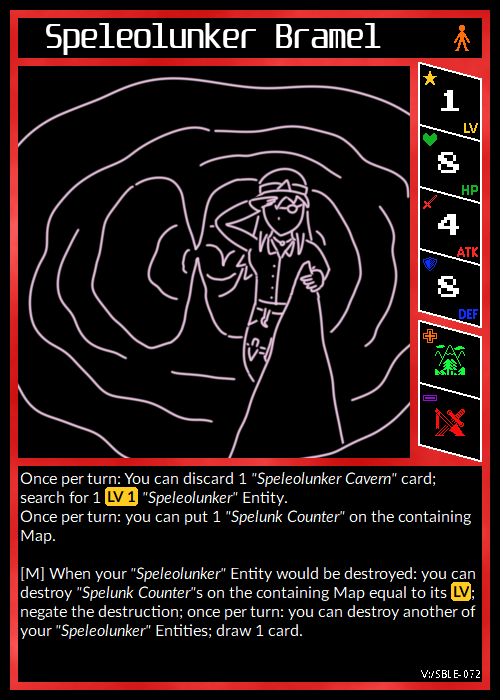 Speleolunker Bramel
1
LV
8
HP
4
ATK
8
DEF
Once per turn: You can discard 1 "Speleolunker Cavern" card;
search for 1 LV 1 "Speleolunker" Entity.
Once per turn: you can put 1 "Spelunk Counter" on the containing
Map.
[M] When your "Speleolunker" Entity would be destroyed: you can
destroy "Spelunk Counter"s on the containing Map equal to its LV;
negate the destruction; once per turn: you can destroy another of
your "Speleolunker" Entities; draw 1 card.
V:/SBLE-072